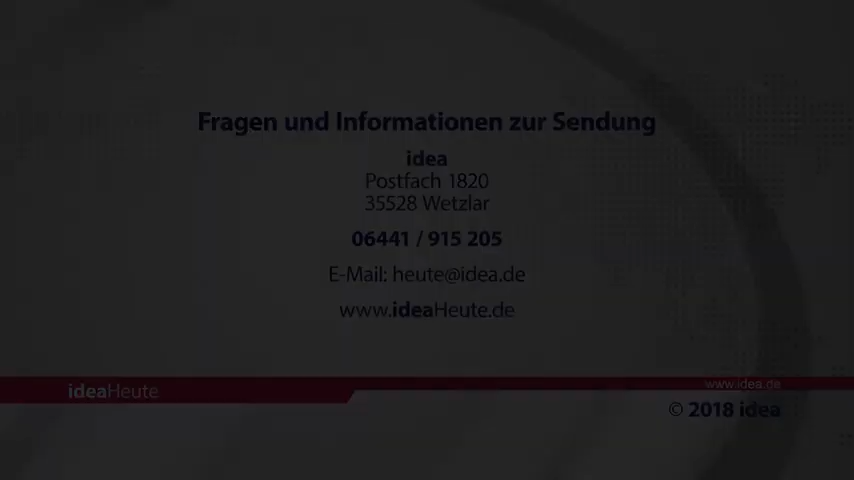 Fragen und Informationen zur Sendung
idea
Postfach 1820
35528 Wetzlar
06441 / 915 205
E-Mail: heute@idea.de
www.ideaHeute.de
www.idea.de
ideaHeute
© 2018 idea